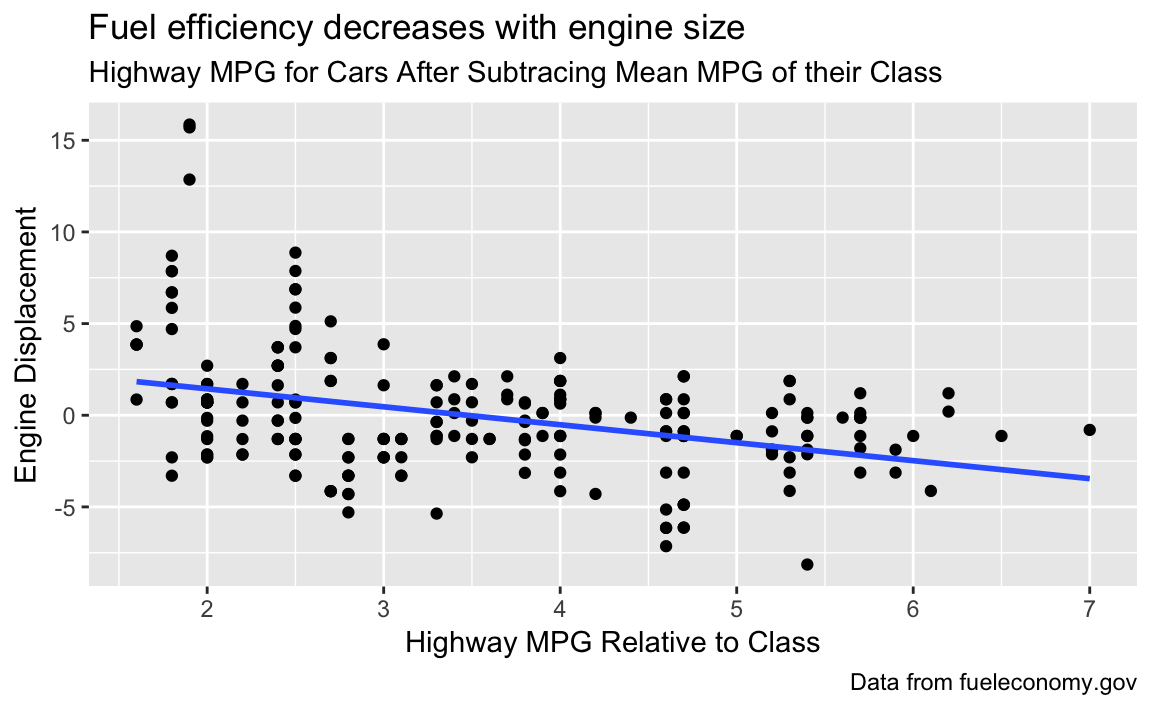 Fuel efficiency decreases with engine size
Highway MPG for Cars After Subtracing Mean MPG of their Class
15
10
5
0
-5
Engine Displacement
2 3 4 5 6 7
Highway MPG Relative to Class
Data from fueleconomy.gov